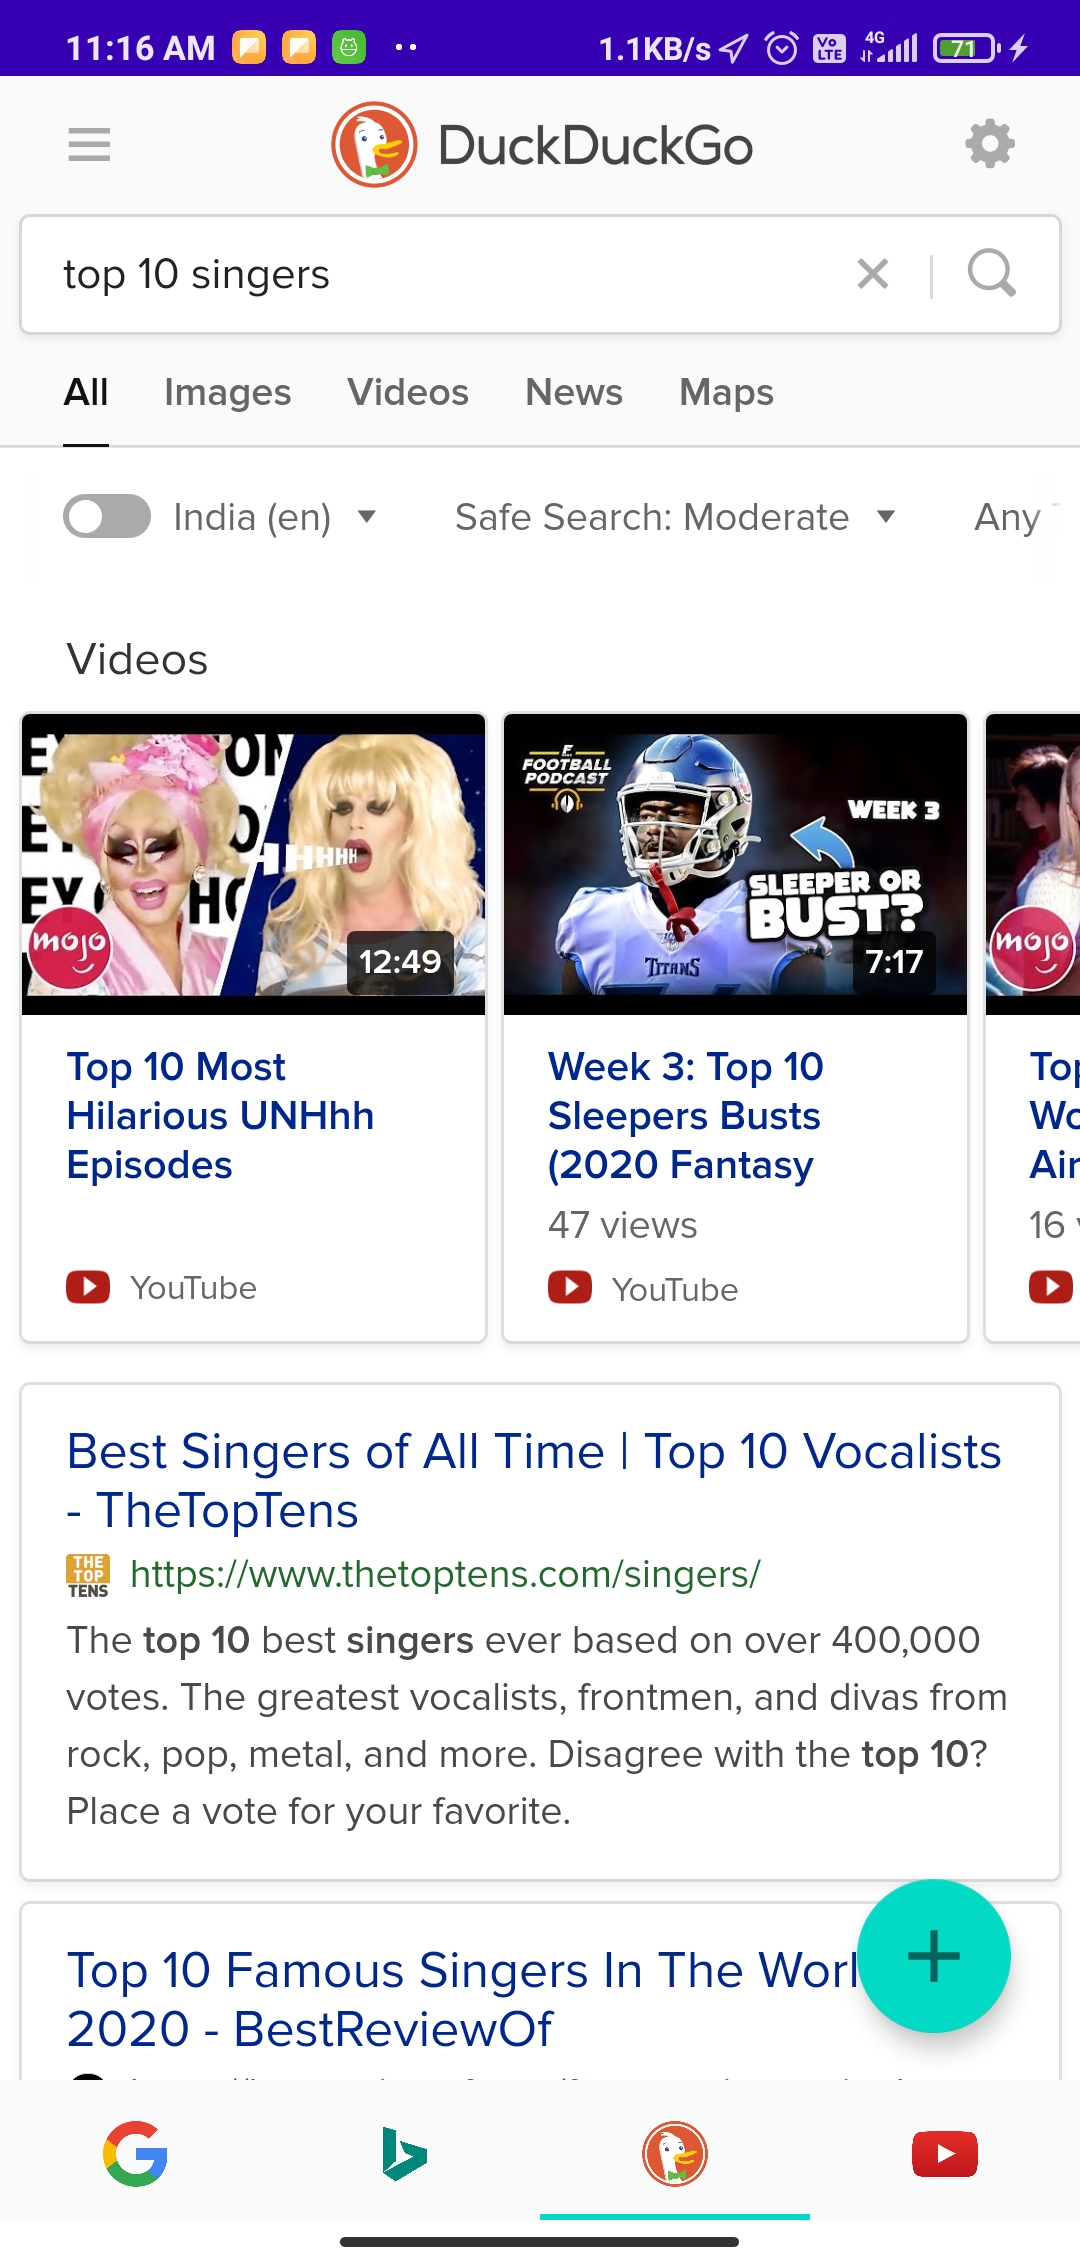 11:16 AM 1.1KB/s VO LTE 4G 71
DuckDuckGo
top 10 singers
All Images Videos News Maps
India (en) Safe Search: Moderate Any
Videos
mojo
12:49
FOOTBALL
PODCAST
WEEK 3
SLEEPER OR
BUST?
TITANS
7:17
mojo
Top 10 Most
Hilarious UNHhh
Episodes
YouTube
Week 3: Top 10
Sleepers Busts
(2020 Fantasy
47 views
YouTube
16
Best Singers of All Time | Top 10 Vocalists
- TheTopTens
THE
TOP
TENS
https://www.thetoptens.com/singers/
The top 10 best singers ever based on over 400,000
votes. The greatest vocalists, frontmen, and divas from
rock, pop, metal, and more. Disagree with the top 10?
Place a vote for your favorite.
Top 10 Famous Singers In The Worl
2020 - BestReviewOf